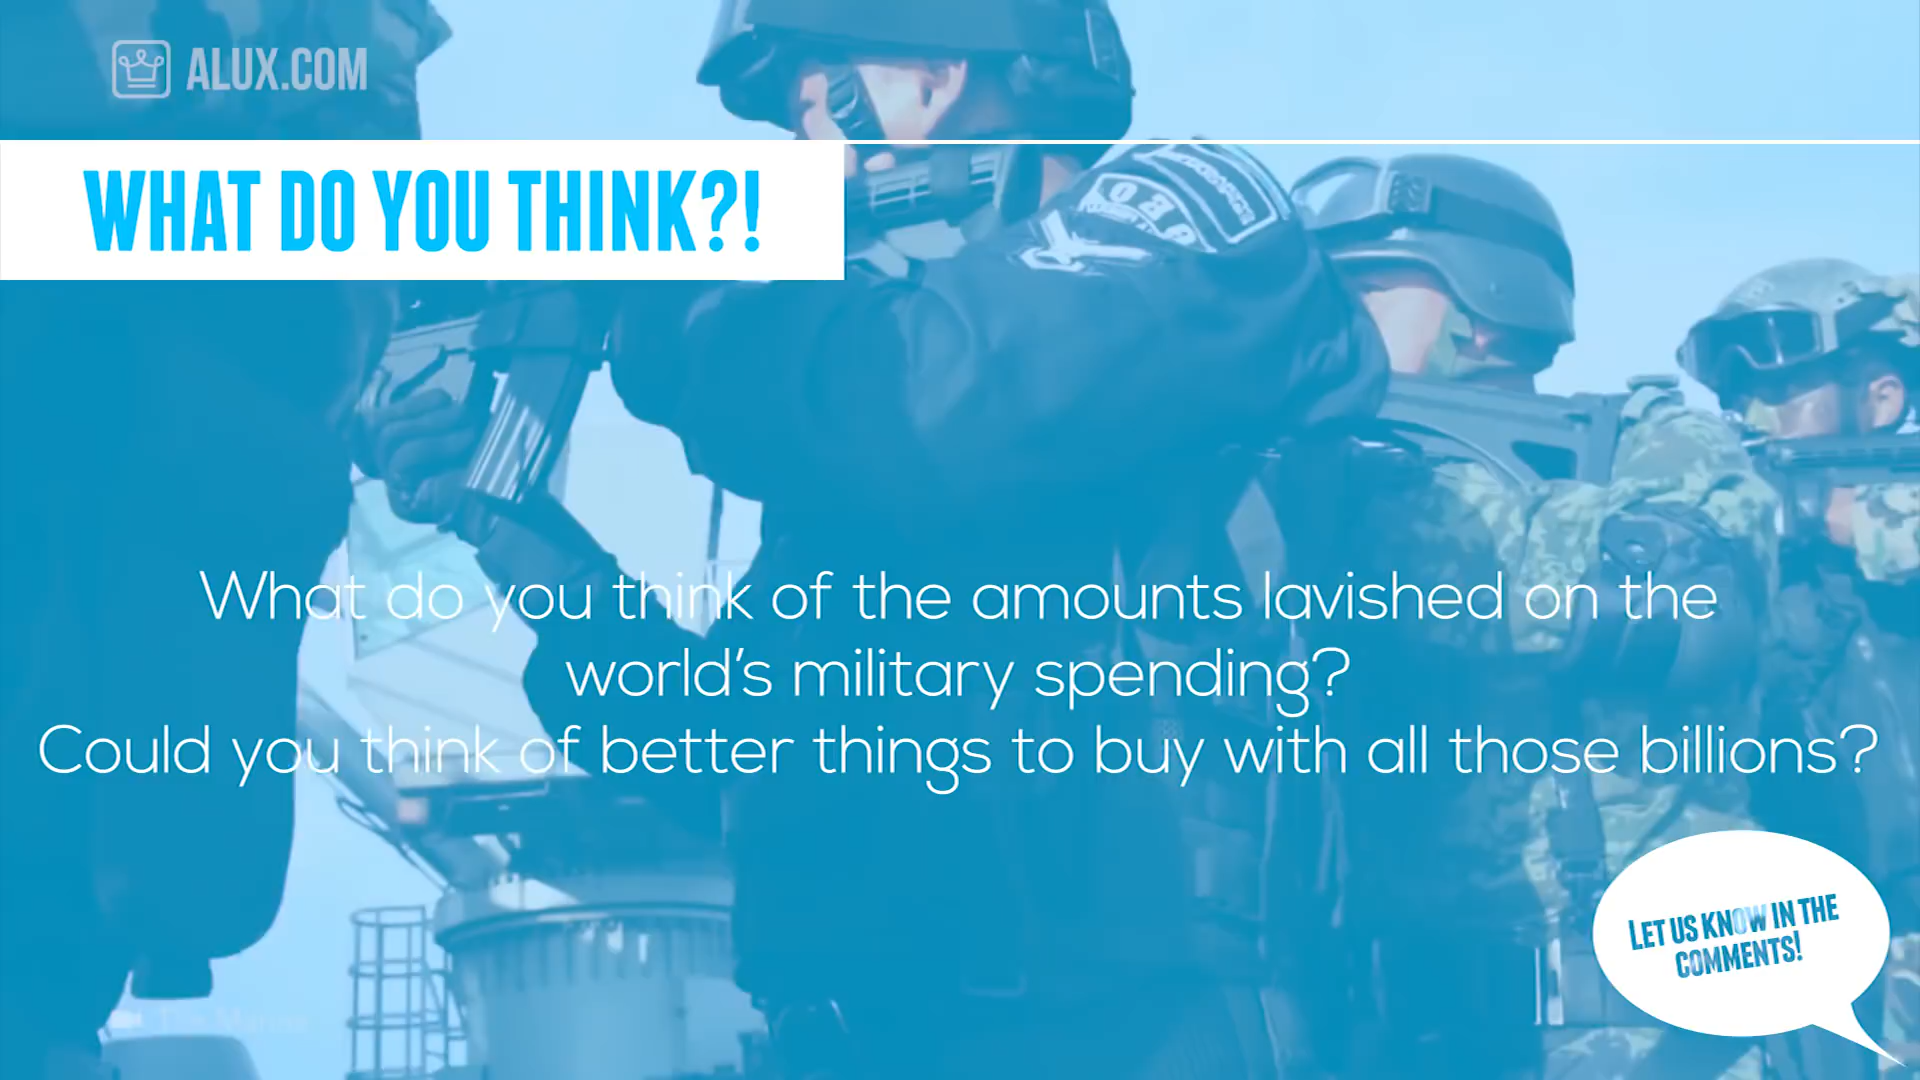 ALUX.COM
WHAT DO YOU THINK?!
What do you think of the amounts lavished on the
world's military spending?
Could you think of better things to buy with all those billions?
LET US KNOW IN THE
COMMENTS!